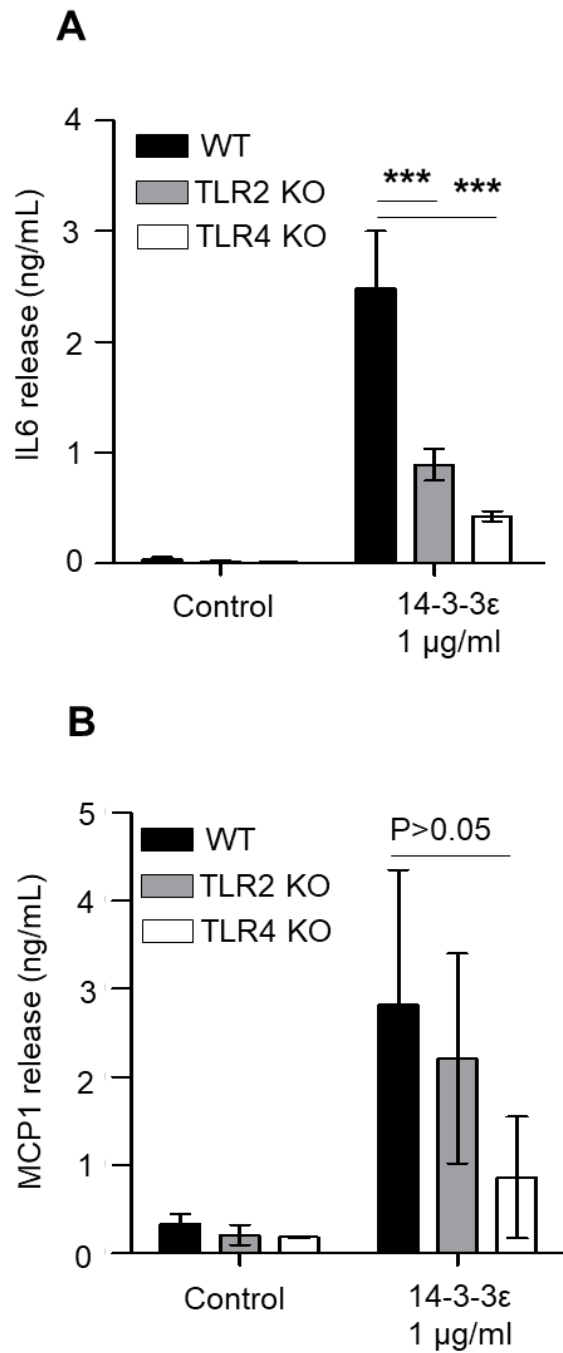 A
4
3
2
1
0
IL6 release (ng/mL)
WT
TLR2 KO
TLR4 KO
*** ***
Control
14-3-3ε
1 µg/ml
B
5
4
3
2
1
0
MCP1 release (ng/mL)
WT
TLR2 KO
TLR4 KO
P>0.05
Control
14-3-3ε
1 µg/ml